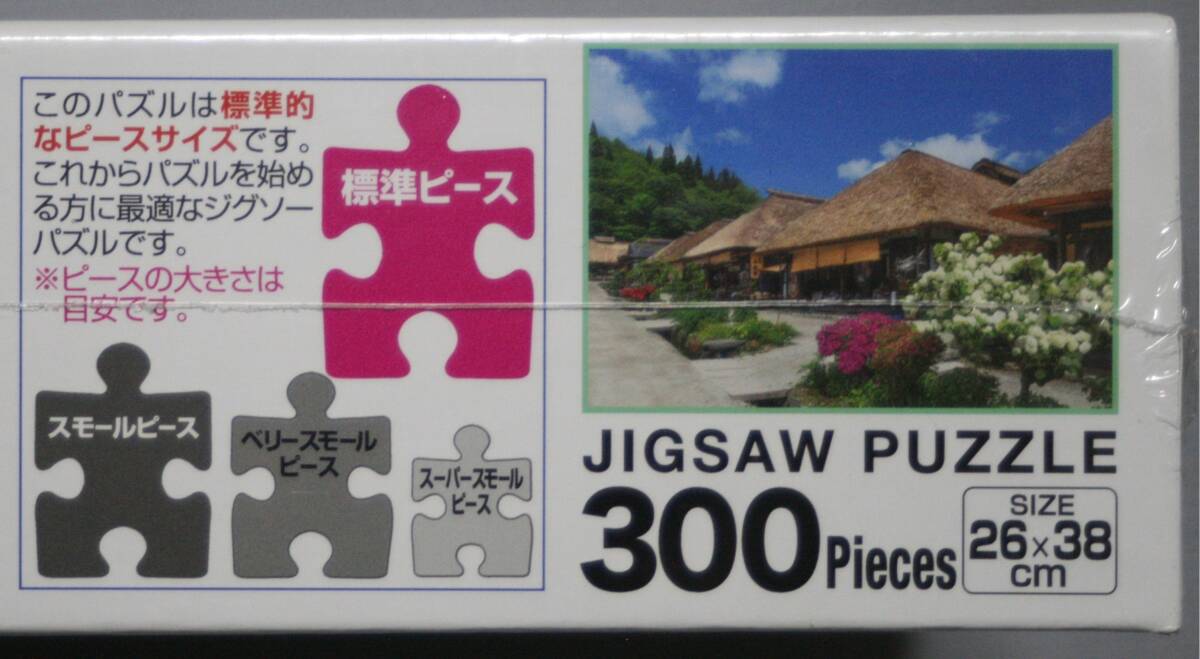 このパズルは標準的
なピースサイズです。
これからパズルを始め
る方に最適なジグソー
パズルです。
※ピースの大きさは
目安です。
標準ピース
スモールピース
ベリースモール
ピース
スーパースモール
ピース
JIGSAW PUZZLE
300 Pieces
SIZE
26×38
cm